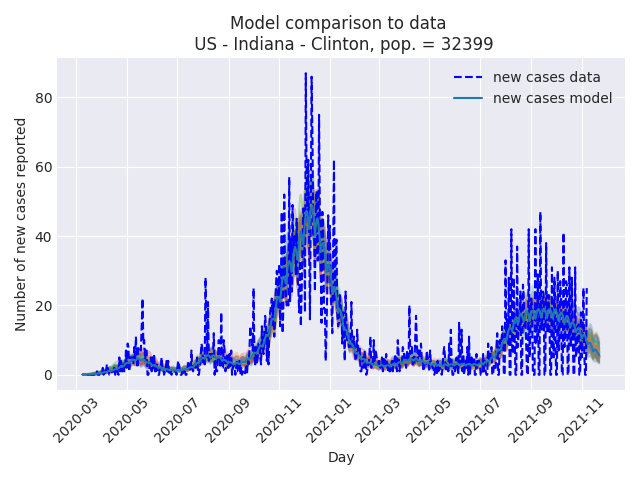 Model comparison to data
US - Indiana - Clinton, pop. = 32399
new cases data
new cases model
Number of new cases reported
80
60
40
20
0
2020-03
2020-05
2020-07
2020-09
2020-11
2021-01
2021-03
2021-05
2021-07
2021-09
2021-11
Day